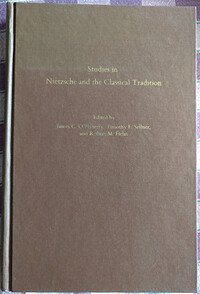 Studies in
Nietzsche and the Classical Tradition
Edited by
James C. O'Flaherty, Timothy F. Sellner,
and Robert M. Helm